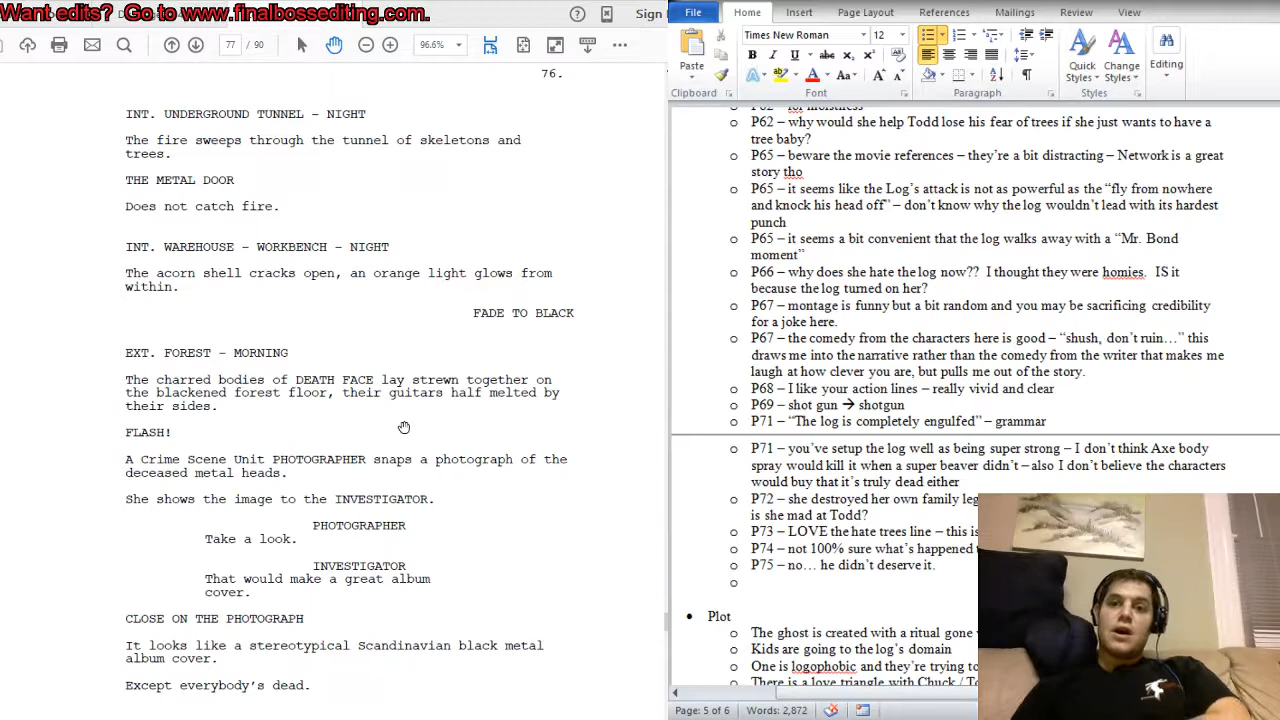 Want edits? Go to www.finalbossediting.com.
Sign
96.6%
76.
INT. UNDERGROUND TUNNEL – NIGHT
The fire sweeps through the tunnel of skeletons and
trees.
THE METAL DOOR
Does not catch fire.
INT. WAREHOUSE – WORKBENCH – NIGHT
The acorn shell cracks open, an orange light glows from
within.
FADE TO BLACK
EXT. FOREST – MORNING
The charred bodies of DEATH FACE lay strewn together on
the blackened forest floor, their guitars half melted by
their sides.
FLASH!
A Crime Scene Unit PHOTOGRAPHER snaps a photograph of the
deceased metal heads.
She shows the image to the INVESTIGATOR.
PHOTOGRAPHER
Take a look.
INVESTIGATOR
That would make a great album
cover.
CLOSE ON THE PHOTOGRAPH
It looks like a stereotypical Scandinavian black metal
album cover.
Except everybody's dead.
File Home Insert Page Layout References Mailings Review View
Times New Roman 12
Paste
Quick Styles
Change Styles
Editing
Clipboard Font Paragraph Styles
P62 – for moistness
P62 – why would she help Todd lose his fear of trees if she just wants to have a
tree baby?
P65 – beware the movie references – they're a bit distracting – Network is a great
story tho
P65 – it seems like the Log's attack is not as powerful as the "fly from nowhere
and knock his head off" – don't know why the log wouldn't lead with its hardest
punch
P65 – it seems a bit convenient that the log walks away with a "Mr. Bond
moment"
P66 – why does she hate the log now?? I thought they were homies. IS it
because the log turned on her?
P67 – montage is funny but a bit random and you may be sacrificing credibility
for a joke here.
P67 – the comedy from the characters here is good – "shush, don't ruin…" this
draws me into the narrative rather than the comedy from the writer that makes me
laugh at how clever you are, but pulls me out of the story.
P68 – I like your action lines – really vivid and clear
P69 – shot gun → shotgun
P71 – "The log is completely engulfed" – grammar
P71 – you've setup the log well as being super strong – I don't think Axe body
spray would kill it when a super beaver didn't – also I don't believe the characters
would buy that it's truly dead either
P72 – she destroyed her own family leg
is she mad at Todd?
P73 – LOVE the hate trees line – this is
P74 – not 100% sure what's happened
P75 – no… he didn't deserve it.
Plot
The ghost is created with a ritual gone
Kids are going to the log's domain
One is logophobic and they're trying to
There is a love triangle with Chuck / To
Page: 5 of 6 Words: 2,872